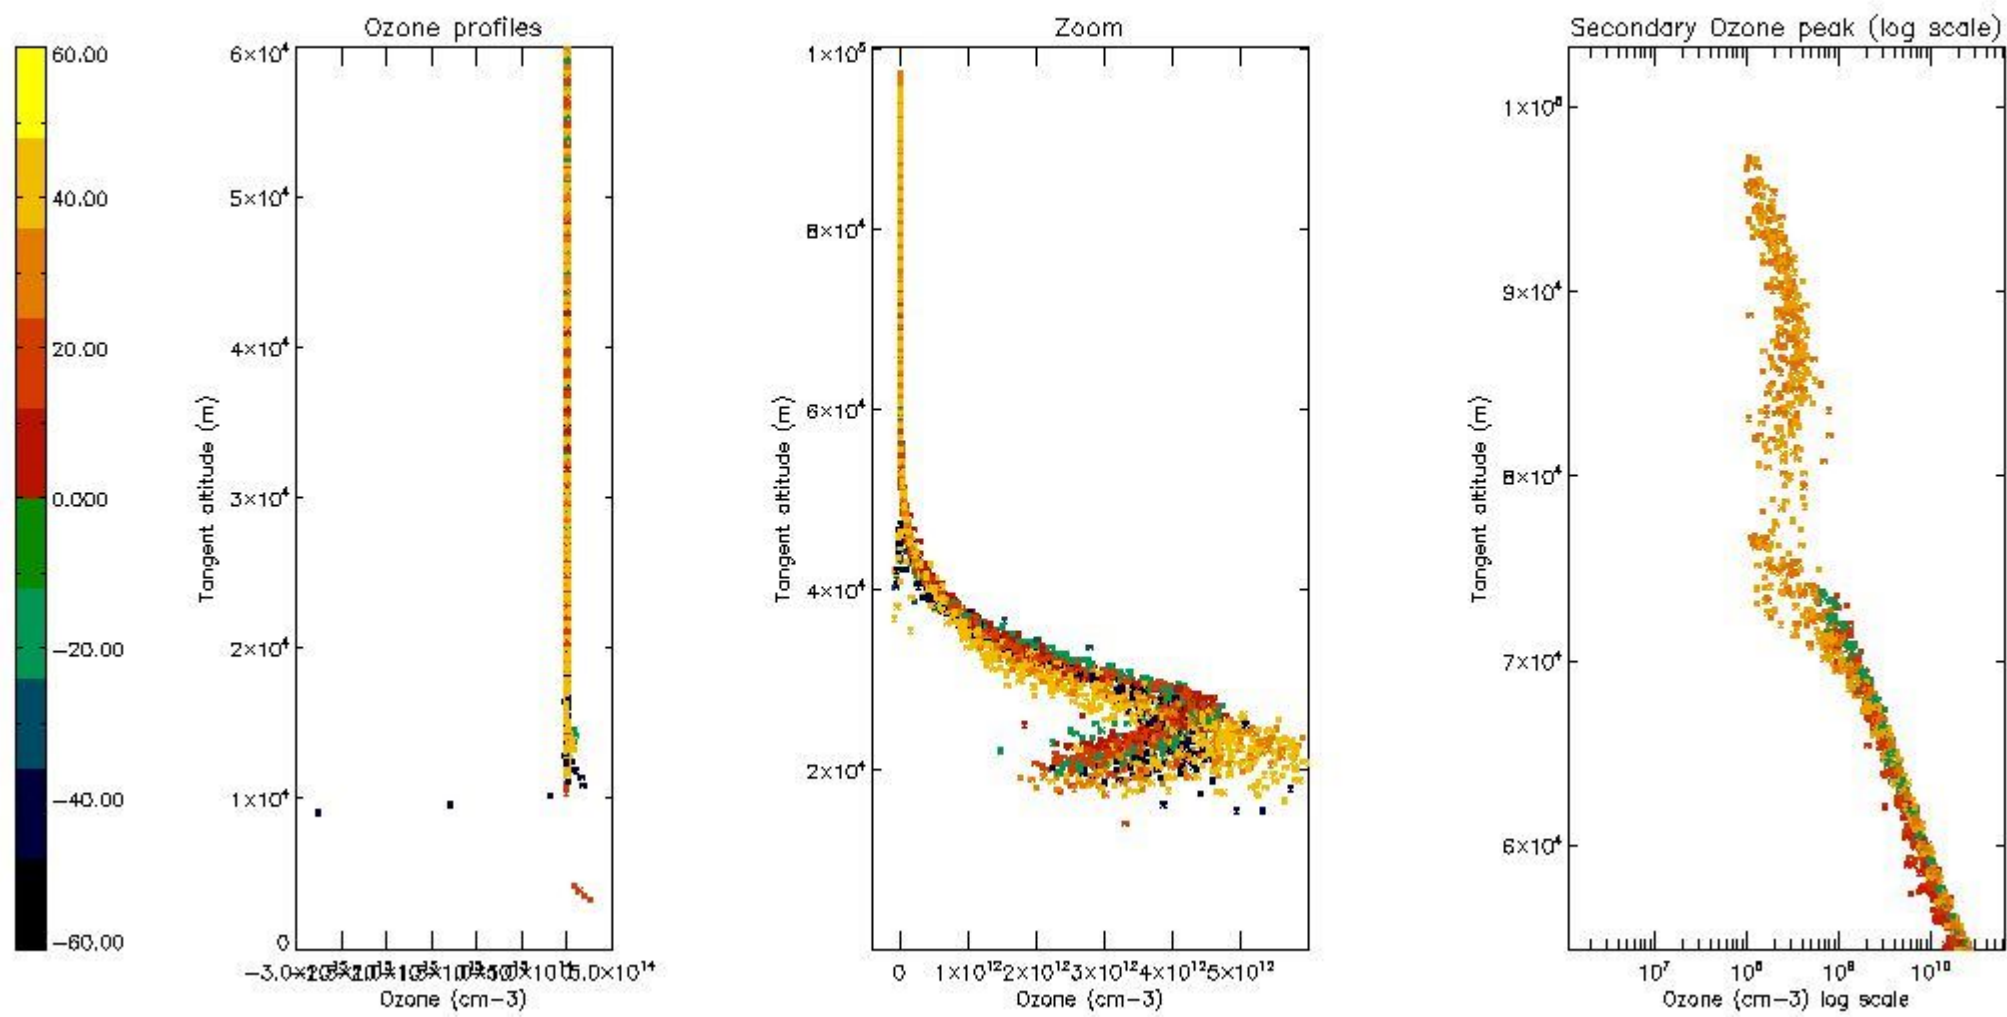 Ozone profiles
Zoom
Secondary Ozone peak (log scale)
60.00
40.00
20.00
0.000
−20.00
−40.00
−60.00
6×10⁴
5×10⁴
4×10⁴
3×10⁴
2×10⁴
1×10⁴
0
Tangent altitude (m)
5.0×10¹⁴
Ozone (cm−3)
1×10⁵
8×10⁴
6×10⁴
4×10⁴
2×10⁴
Tangent altitude (m)
0 1×10¹² 2×10¹² 3×10¹² 4×10¹² 5×10¹²
Ozone (cm−3)
9×10⁴
8×10⁴
7×10⁴
6×10⁴
Tangent altitude (m)
10⁷ 10⁸ 10⁹ 10¹⁰
Ozone (cm−3) log scale